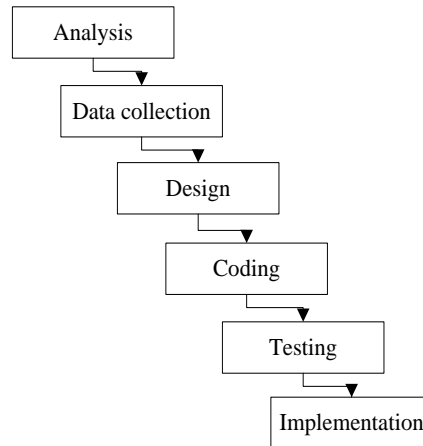 Analysis
Data collection
Design
Coding
Testing
Implementation